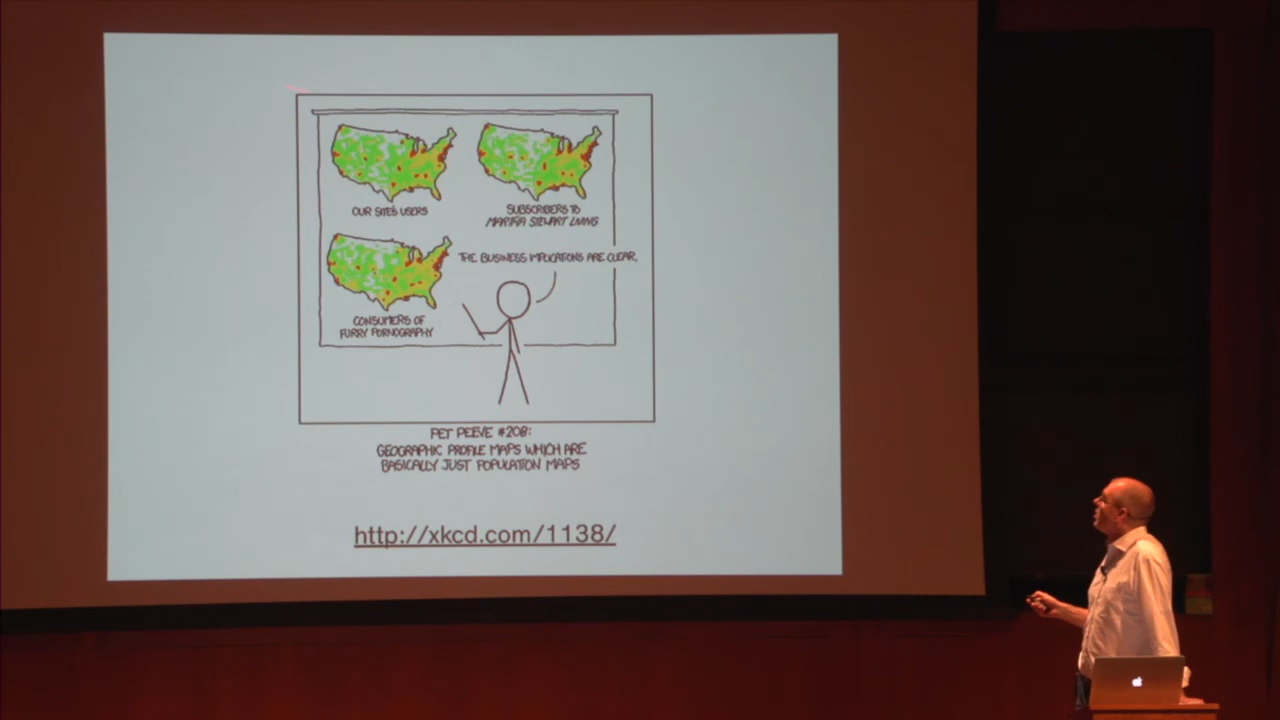 OUR SITE'S USERS
SUBSCRIBERS TO
MARTHA STEWART LIVING
THE BUSINESS IMPLICATIONS ARE CLEAR.
CONSUMERS OF
FURRY PORNOGRAPHY
PET PEEVE #208:
GEOGRAPHIC PROFILE MAPS WHICH ARE
BASICALLY JUST POPULATION MAPS
http://xkcd.com/1138/